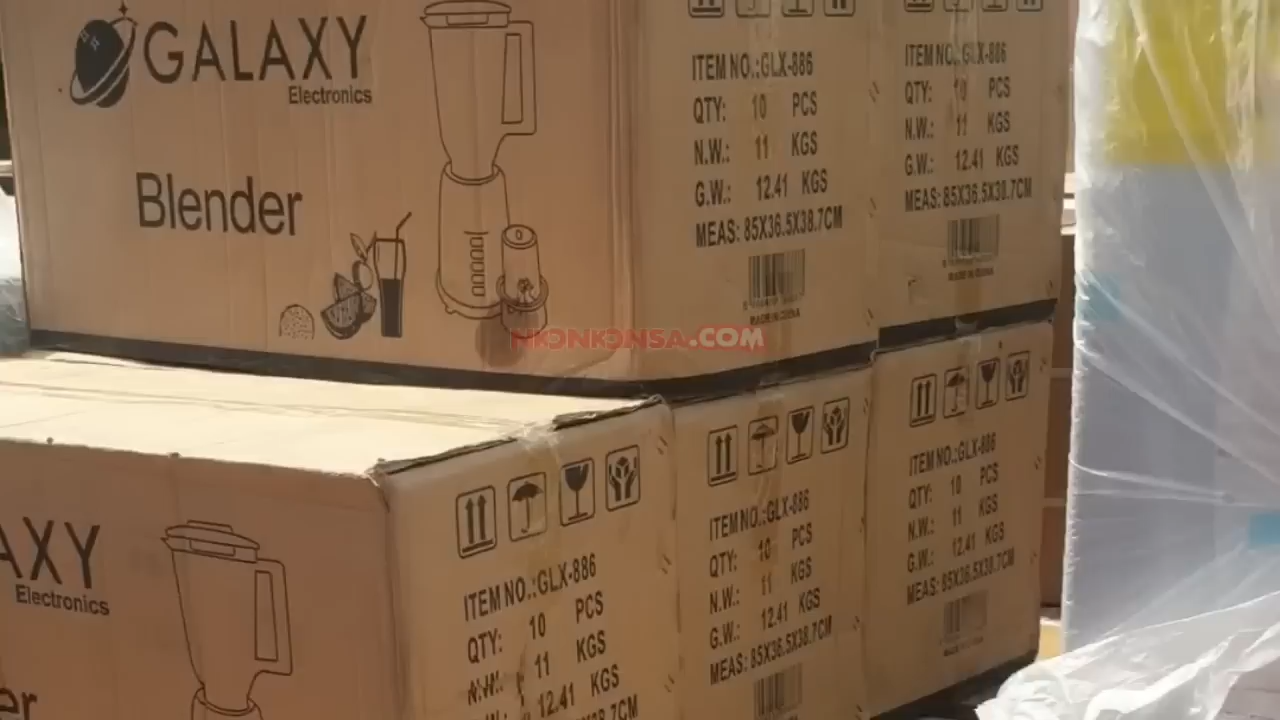 GALAXY
Electronics
Blender
ITEM NO.:GLX-886
QTY: 10 PCS
N.W.: 11 KGS
G.W.: 12.41 KGS
MEAS: 85X36.5X38.7CM
MADE IN CHINA
ITEM NO.:GLX-886
QTY: 10 PCS
N.W.: 11 KGS
G.W.: 12.41 KGS
MEAS: 85X36.5X38.7CM
MADE IN CHINA
NKONKONSA.COM
AXY
Electronics
er
ITEM NO.:GLX-886
QTY: 10 PCS
N.W.: 11 KGS
12.41 KGS
ITEM NO.:GLX-886
QTY: 10 PCS
N.W.: 11 KGS
G.W.: 12.41 KGS
MEAS: 85X36.5X38.7CM
ITEM NO.:GLX-886
QTY: 10 PCS
N.W.: 11 KGS
G.W.: 12.41 KGS
MEAS: 85X36.5X38.7CM